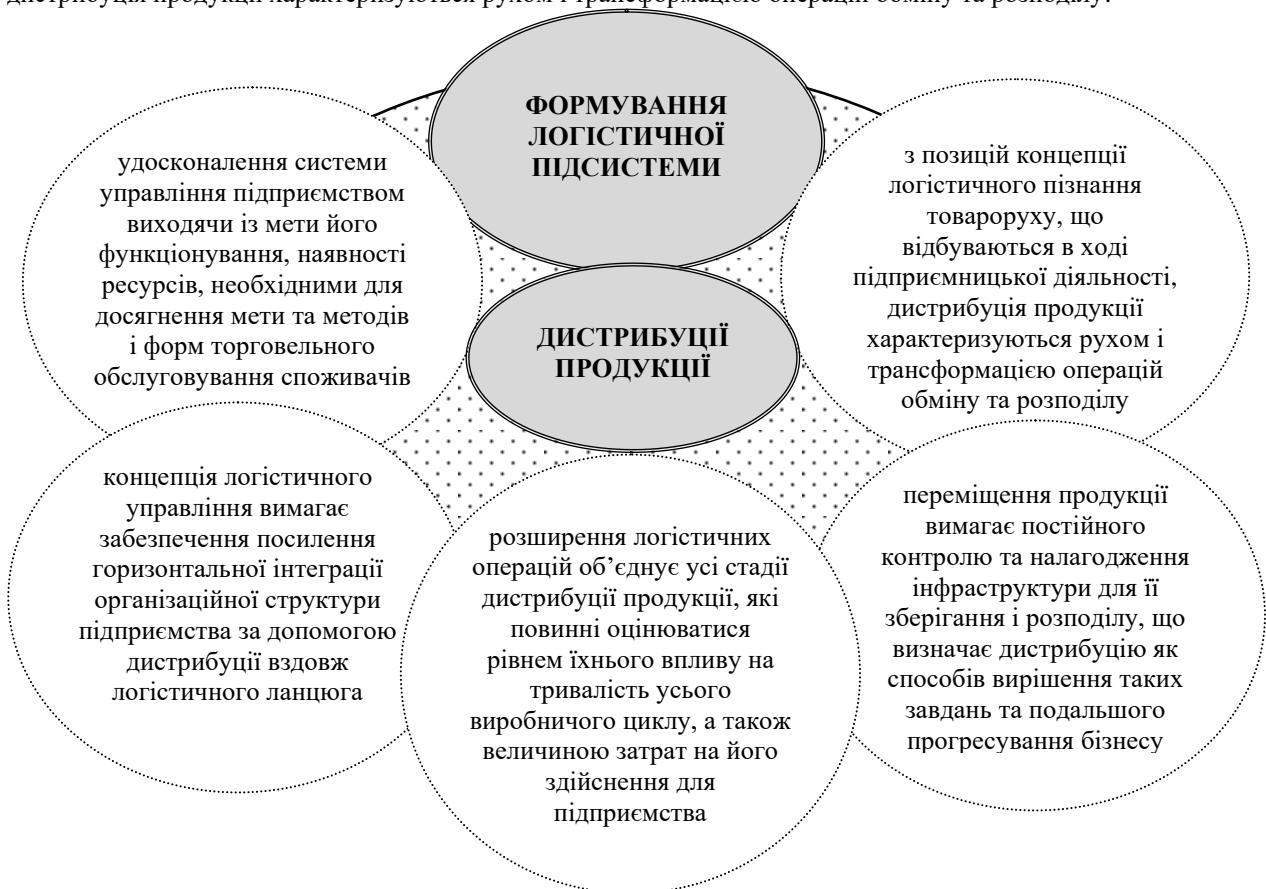 дистрибуція продукції характеризуються рухом і трансформацією операцій обміну та розподілу.
ФОРМУВАННЯ
ЛОГІСТИЧНОЇ
ПІДСИСТЕМИ
ДИСТРИБУЦІЇ
ПРОДУКЦІЇ
удосконалення системи
управління підприємством
виходячи із мети його
функціонування, наявності
ресурсів, необхідними для
досягнення мети та методів
і форм торговельного
обслуговування споживачів
з позицій концепції
логістичного пізнання
товароруху, що
відбуваються в ході
підприємницької діяльності,
дистрибуція продукції
характеризуються рухом і
трансформацією операцій
обміну та розподілу
концепція логістичного
управління вимагає
забезпечення посилення
горизонтальної інтеграції
організаційної структури
підприємства за допомогою
дистрибуції вздовж
логістичного ланцюга
розширення логістичних
операцій об’єднує усі стадії
дистрибуції продукції, які
повинні оцінюватися
рівнем їхнього впливу на
тривалість усього
виробничого циклу, а також
величиною затрат на його
здійснення для
підприємства
переміщення продукції
вимагає постійного
контролю та налагодження
інфраструктури для її
зберігання і розподілу, що
визначає дистрибуцію як
способів вирішення таких
завдань та подальшого
прогресування бізнесу